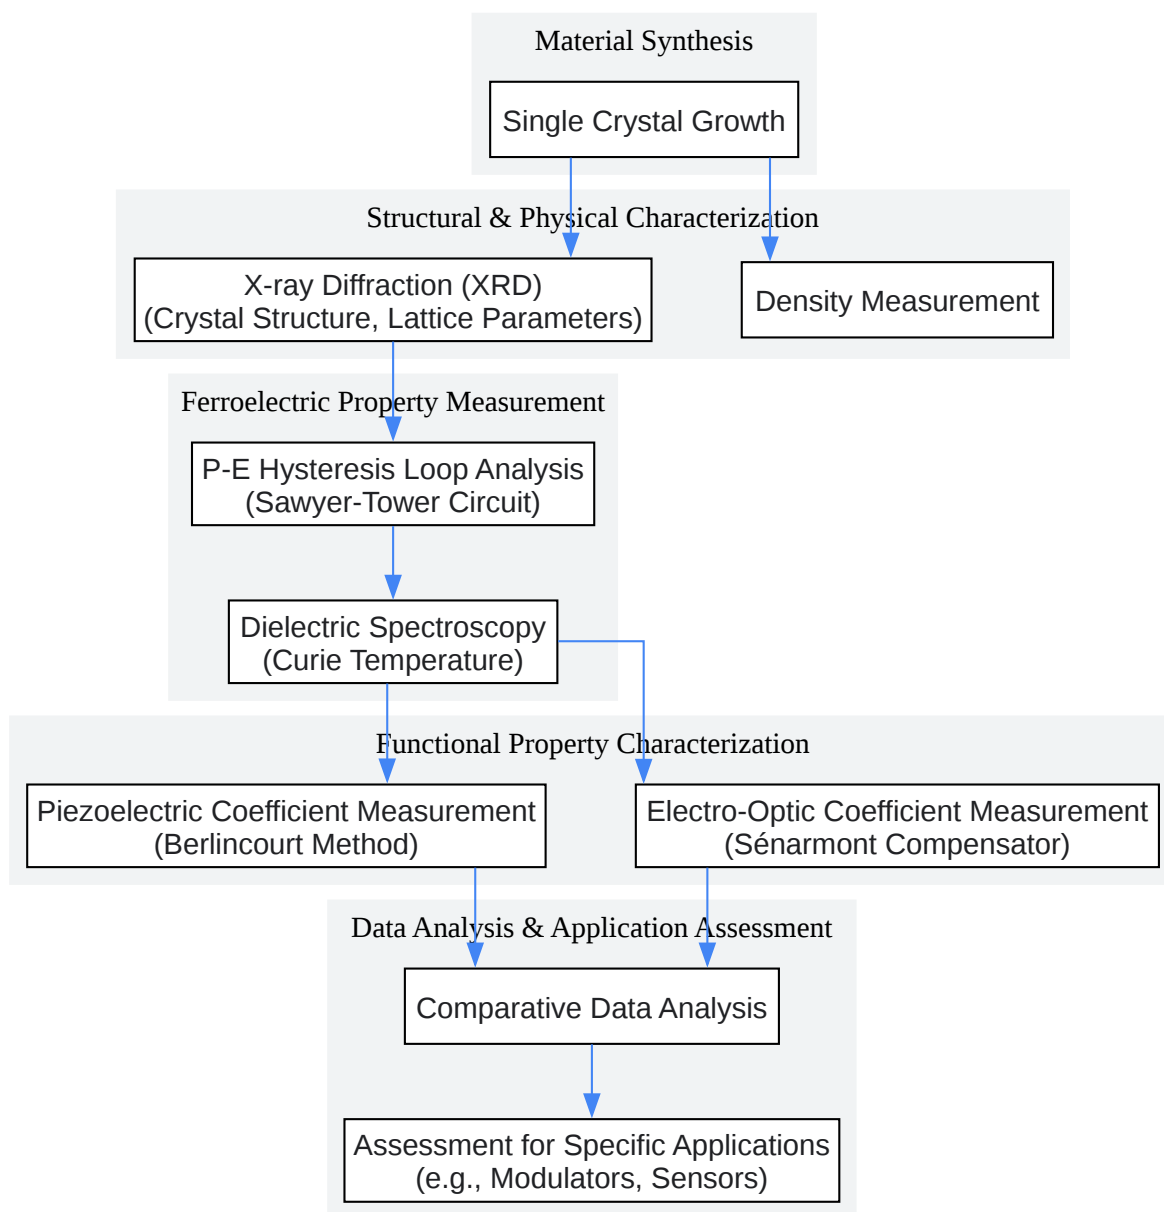 Material Synthesis
Single Crystal Growth
Structural & Physical Characterization
X-ray Diffraction (XRD)
(Crystal Structure, Lattice Parameters)
Density Measurement
Ferroelectric Property Measurement
P-E Hysteresis Loop Analysis
(Sawyer-Tower Circuit)
Dielectric Spectroscopy
(Curie Temperature)
Functional Property Characterization
Piezoelectric Coefficient Measurement
(Berlincourt Method)
Electro-Optic Coefficient Measurement
(Sénarmont Compensator)
Data Analysis & Application Assessment
Comparative Data Analysis
Assessment for Specific Applications
(e.g., Modulators, Sensors)